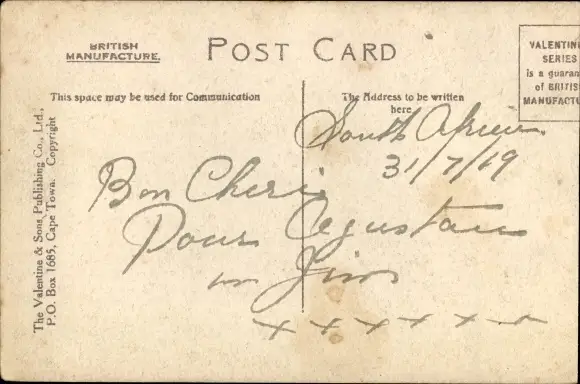 BRITISH
MANUFACTURE.
POST CARD
VALENTINE
SERIES
is a guaran
of BRITISH
MANUFACTU
This space may be used for Communication
The Address to be written
here.
South Africa
31/7/19
Bon Cheri
Pour Agustau
Jim
x x x x x x
The Valentine & Sons Publishing Co., Ltd.,
P.O. Box 1685, Cape Town. Copyright